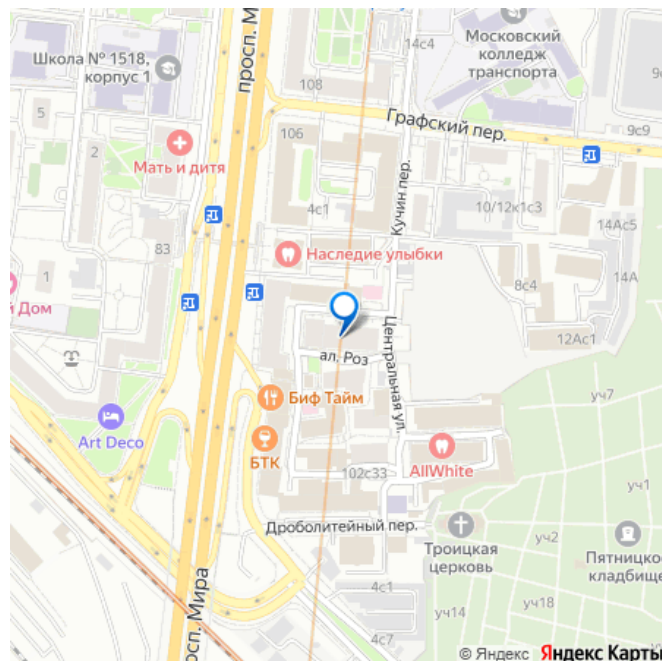 Школа № 1518,
корпус 1
просп. М
14с4
Московский
колледж
транспорта
9с
108
Графский пер.
9с9
5
2
106
Мать и дитя
Кучин пер.
4с1
10/12к1с3
14Ас5
83
Наследие улыбки
14А
1
8с4
й Дом
12Ас1
ал. Роз
Центральная ул.
уч7
Биф Тайм
Art Deco
БТК
AllWhite
102с33
уч1
Дроболитейный пер.
Троицкая
церковь
уч2
Пятницкое
кладбище
просп. Мира
4с1
уч14
уч18
4с7
© Яндекс Яндекс Карты